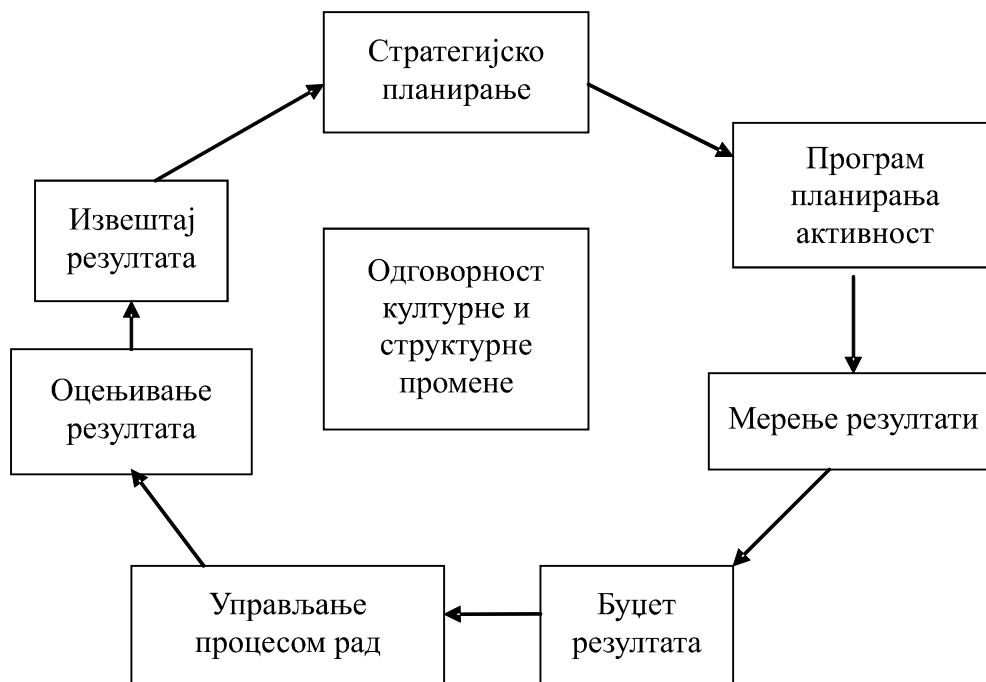 Стратегијско
планирање
Програм
планирања
активност
Извештај
резултата
Одговорност
културне и
структурне
промене
Оцењивање
резултата
Мерење резултати
Управљање
процесом рад
Буџет
резултата